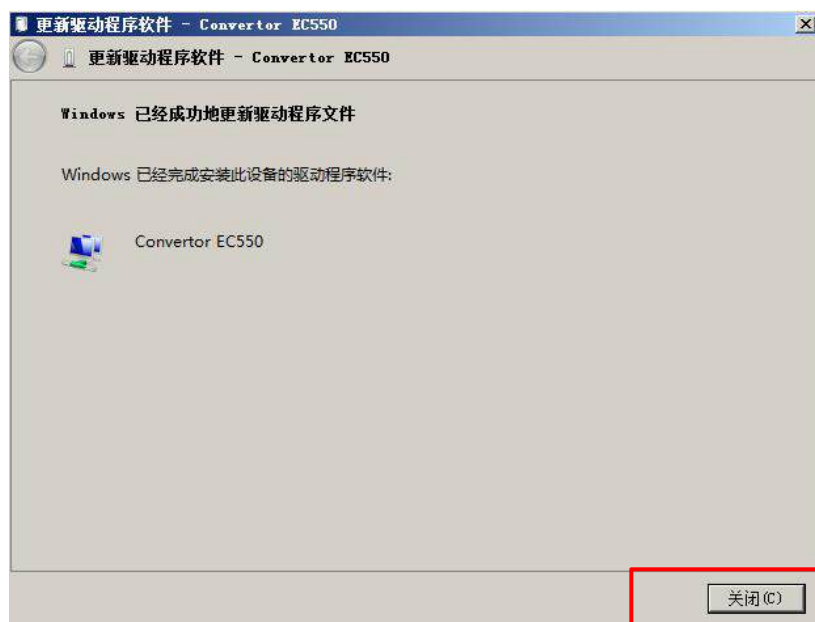 更新驱动程序软件 - Convertor EC550
更新驱动程序软件 - Convertor EC550
Windows 已经成功地更新驱动程序文件
Windows 已经完成安装此设备的驱动程序软件:
Convertor EC550
关闭(C)